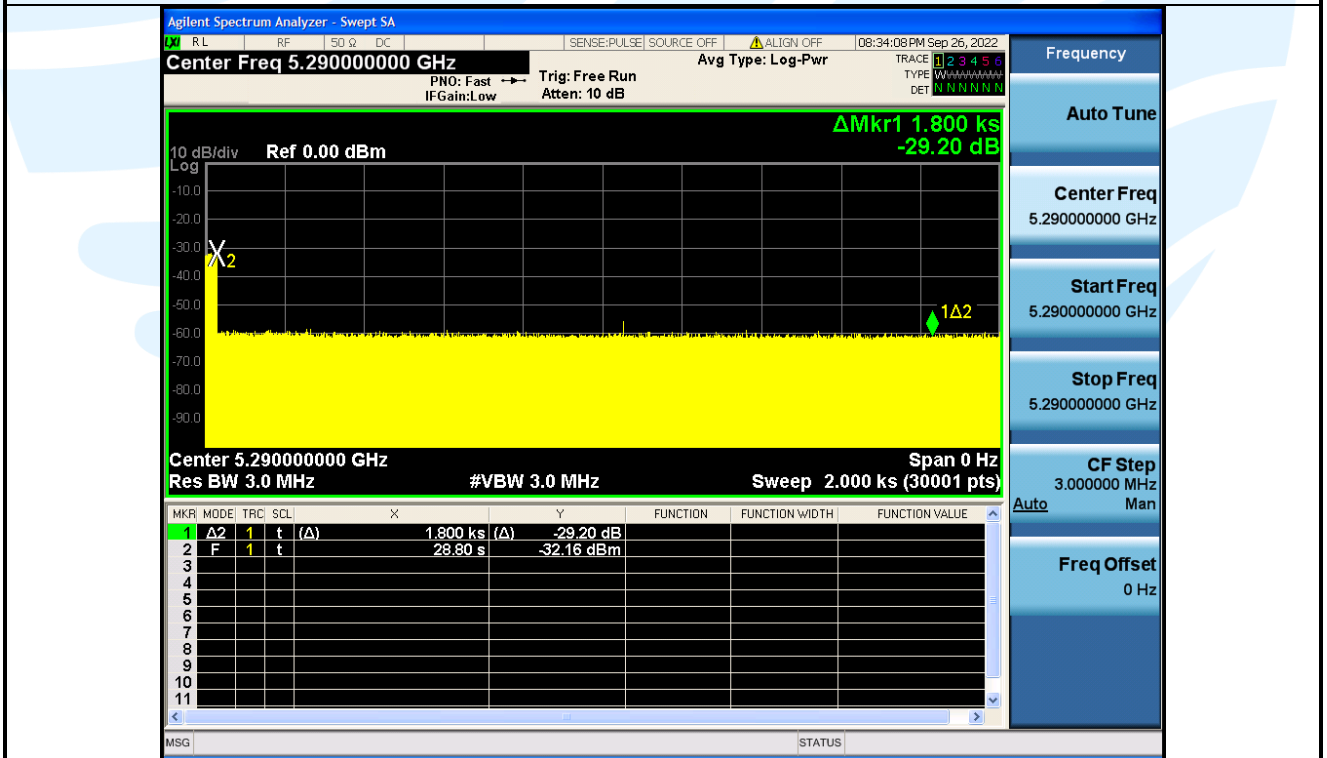 Agilent Spectrum Analyzer - Swept SA
LXI RL RF 50 Ω DC SENSE:PULSE SOURCE OFF ALIGN OFF 08:34:08 PM Sep 26, 2022
Center Freq 5.290000000 GHz
PNO: Fast
IFGain:Low
Trig: Free Run
Atten: 10 dB
Avg Type: Log-Pwr
TRACE 1 2 3 4 5 6
TYPE W
DET N N N N N N
ΔMkr1 1.800 ks
-29.20 dB
10 dB/div Ref 0.00 dBm
Log
-10.0
-20.0
-30.0
-40.0
-50.0
-60.0
-70.0
-80.0
-90.0
X2
1Δ2
Center 5.290000000 GHz Span 0 Hz
Res BW 3.0 MHz #VBW 3.0 MHz Sweep 2.000 ks (30001 pts)
MKR MODE TRC SCL X Y FUNCTION FUNCTION WIDTH FUNCTION VALUE
1 Δ2 1 t (Δ) 1.800 ks (Δ) -29.20 dB
2 F 1 t 28.80 s -32.16 dBm
3
4
5
6
7
8
9
10
11
MSG STATUS
Frequency
Auto Tune
Center Freq
5.290000000 GHz
Start Freq
5.290000000 GHz
Stop Freq
5.290000000 GHz
CF Step
3.000000 MHz
Auto Man
Freq Offset
0 Hz